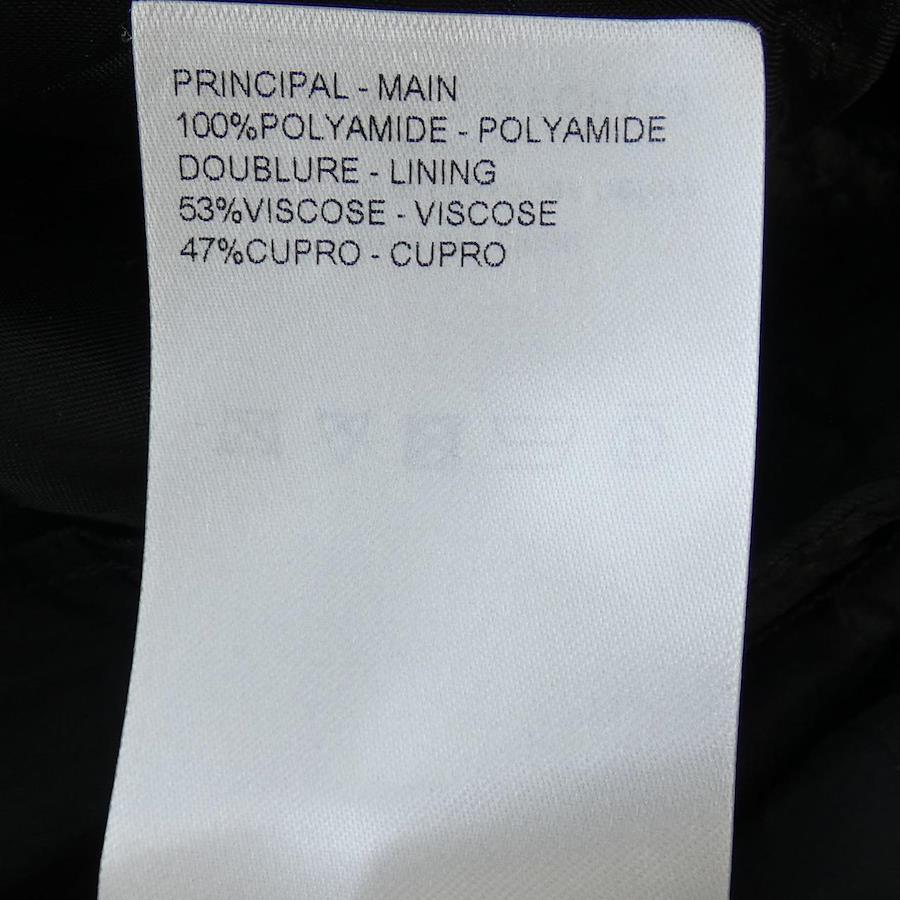 PRINCIPAL - MAIN
100%POLYAMIDE - POLYAMIDE
DOUBLURE - LINING
53%VISCOSE - VISCOSE
47%CUPRO - CUPRO